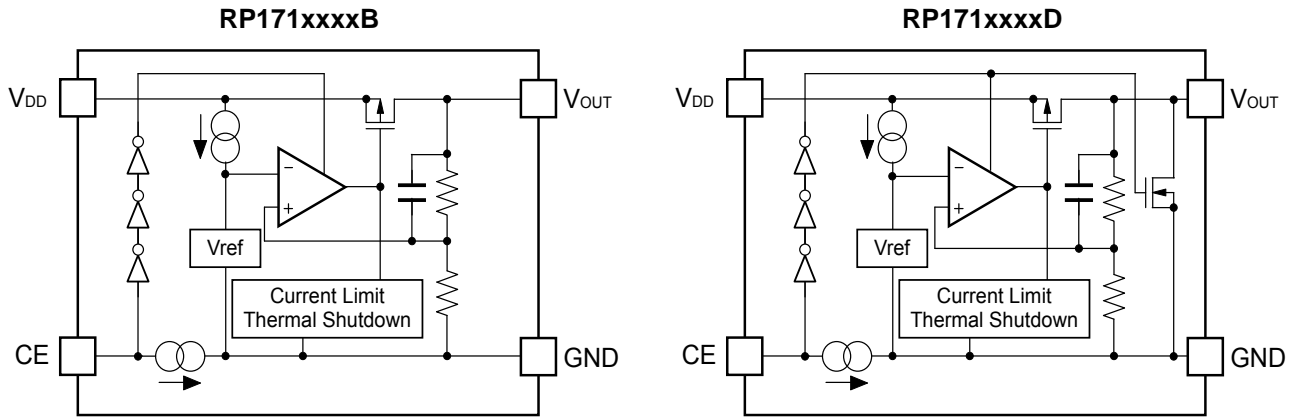 RP171xxxxB
VDD
VOUT
−
+
Vref
Current Limit
Thermal Shutdown
CE
GND
RP171xxxxD
VDD
VOUT
−
+
Vref
Current Limit
Thermal Shutdown
CE
GND